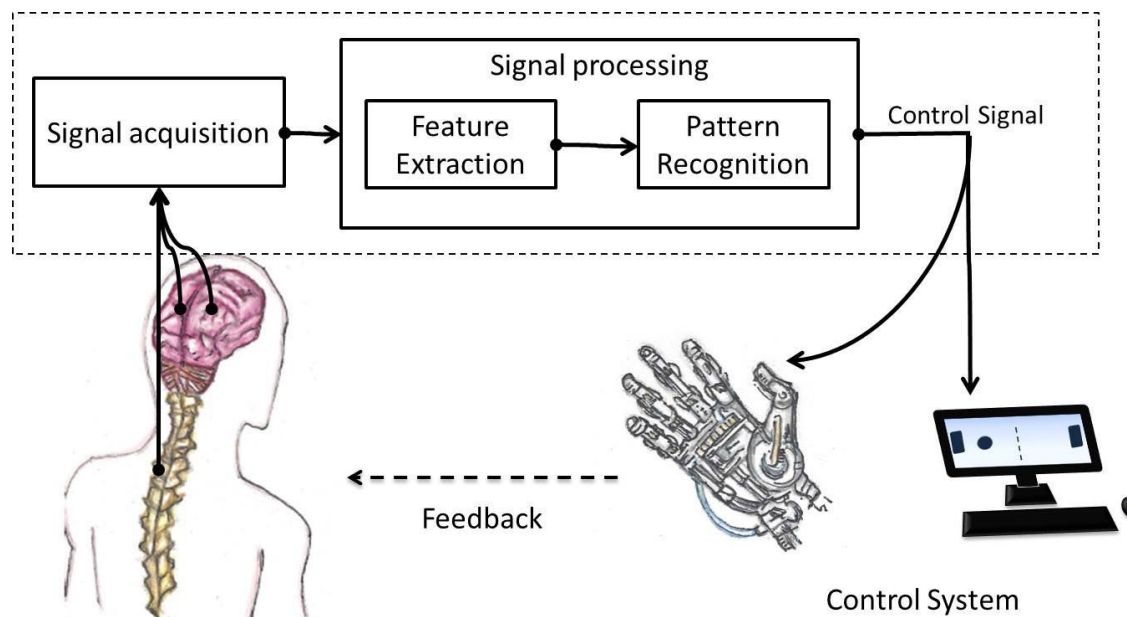 Signal processing
Signal acquisition
Feature
Extraction
Pattern
Recognition
Control Signal
Feedback
Control System